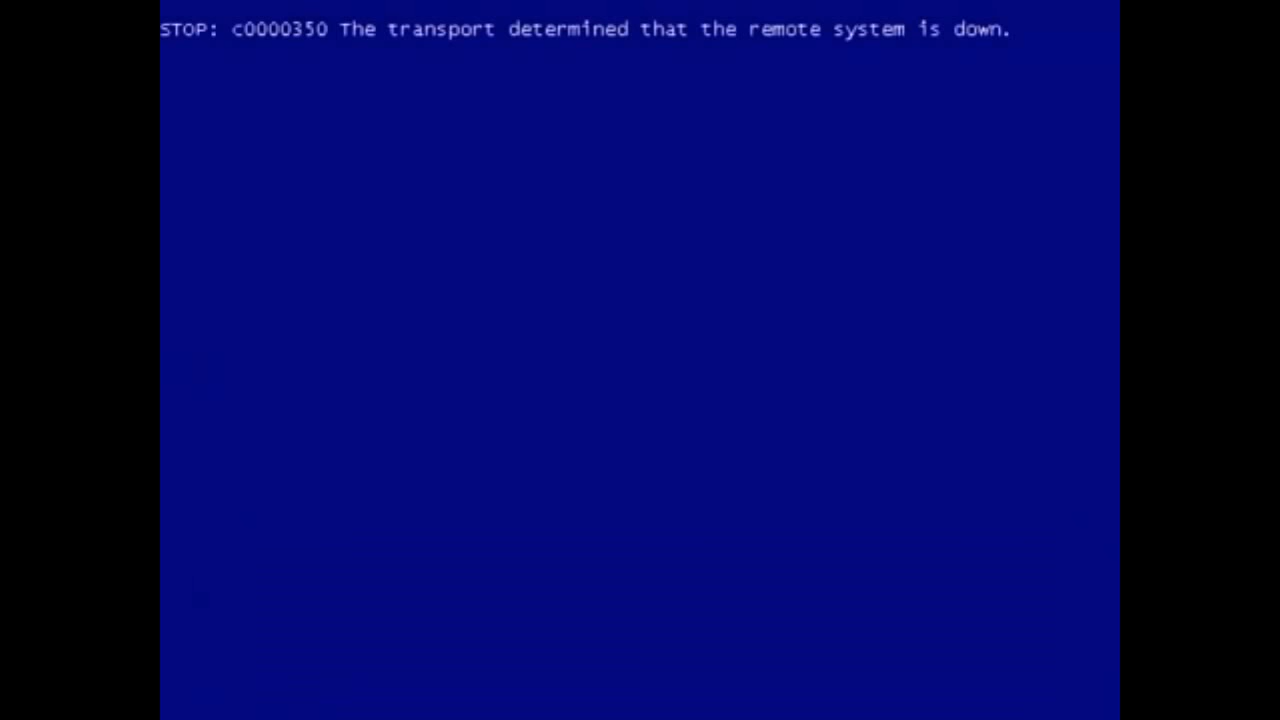 STOP: c0000350 The transport determined that the remote system is down.